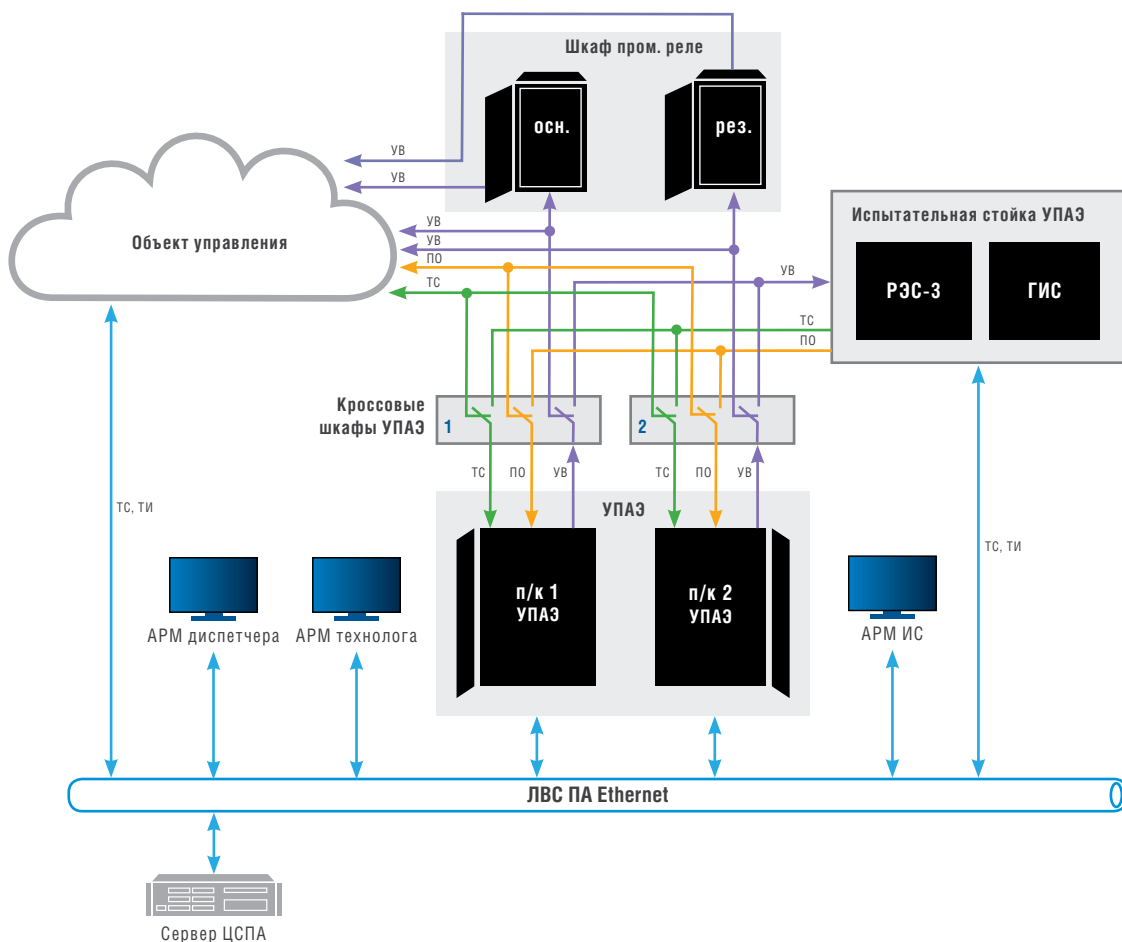 Шкаф пром. реле
осн.
рез.
УВ
УВ
Объект управления
УВ
УВ
ПО
ТС
Испытательная стойка УПАЭ
РЭС-3
ГИС
УВ
ТС
ПО
Кроссовые
шкафы УПАЭ
1
2
ТС
ПО
УВ
ТС
ПО
УВ
УПАЭ
п/к 1
УПАЭ
п/к 2
УПАЭ
ТС, ТИ
ТС, ТИ
АРМ диспетчера
АРМ технолога
АРМ ИС
ЛВС ПА Ethernet
Сервер ЦСПА